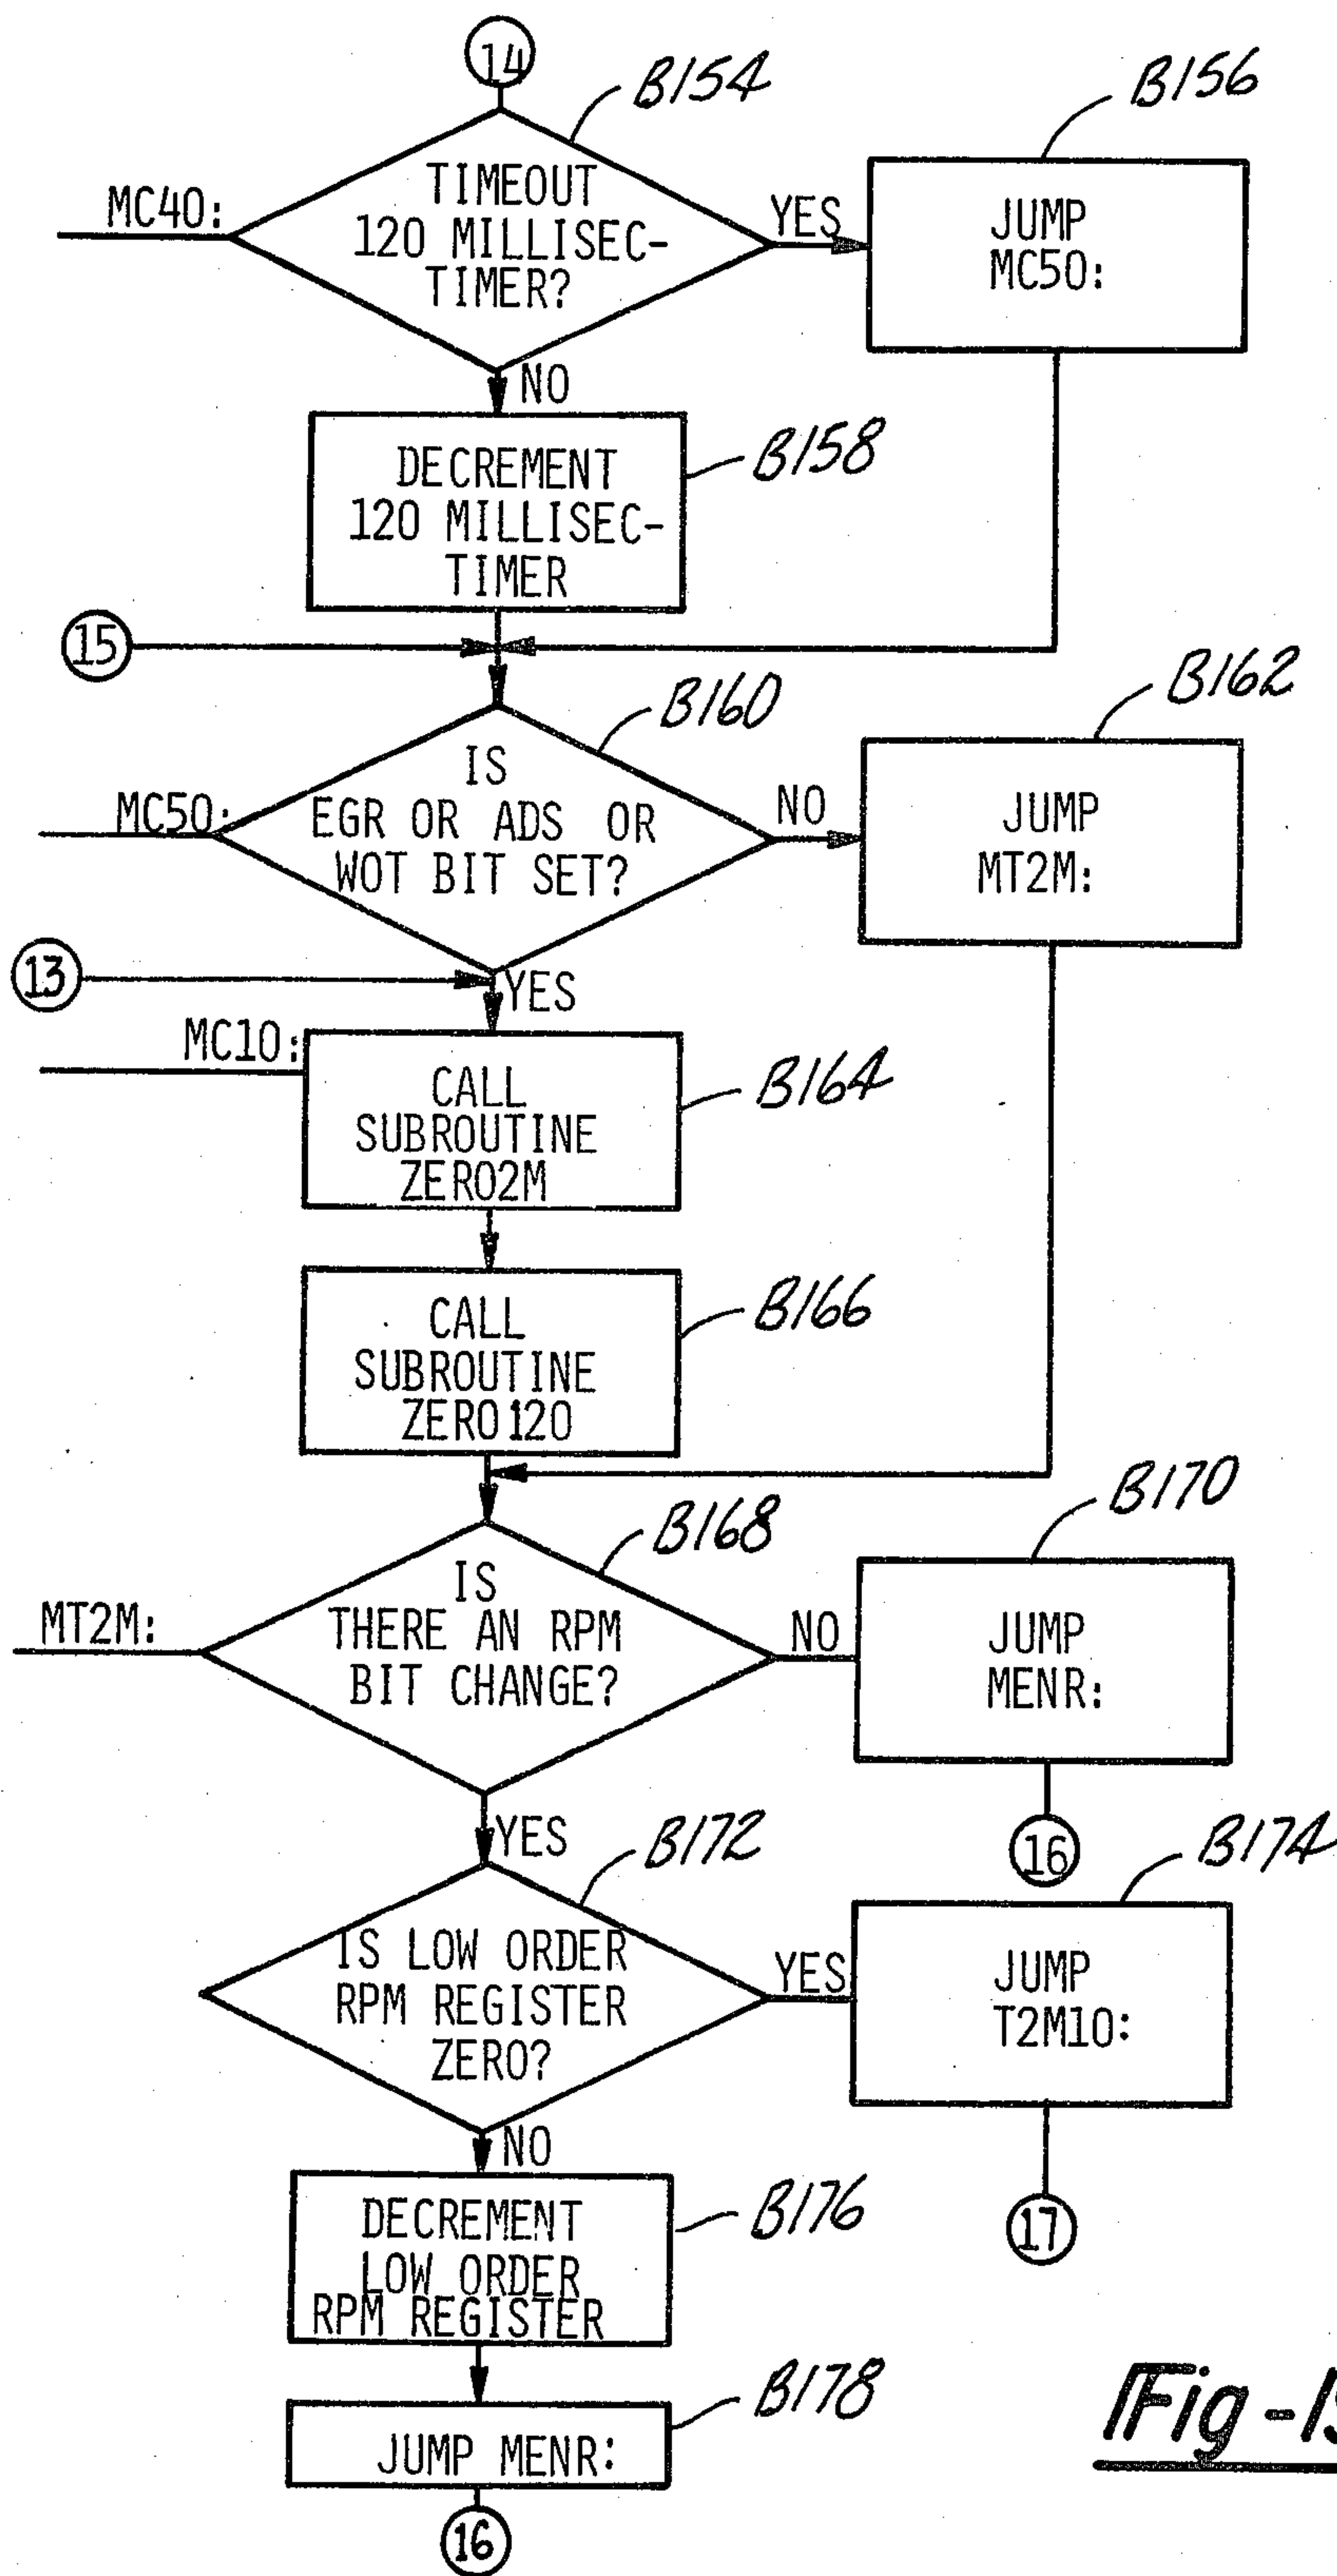 14
B154
B156
MC40:
TIMEOUT
120 MILLISEC-
TIMER?
YES
JUMP
MC50:
NO
DECREMENT
120 MILLISEC-
TIMER
B158
15
B160
B162
MC50:
IS
EGR OR ADS OR
WOT BIT SET?
NO
JUMP
MT2M:
13
YES
MC10:
CALL
SUBROUTINE
ZERO2M
B164
CALL
SUBROUTINE
ZERO120
B166
B168
B170
MT2M:
IS
THERE AN RPM
BIT CHANGE?
NO
JUMP
MENR:
16
YES
B172
B174
IS LOW ORDER
RPM REGISTER
ZERO?
YES
JUMP
T2M10:
17
NO
DECREMENT
LOW ORDER
RPM REGISTER
B176
JUMP MENR:
B178
16
Fig-